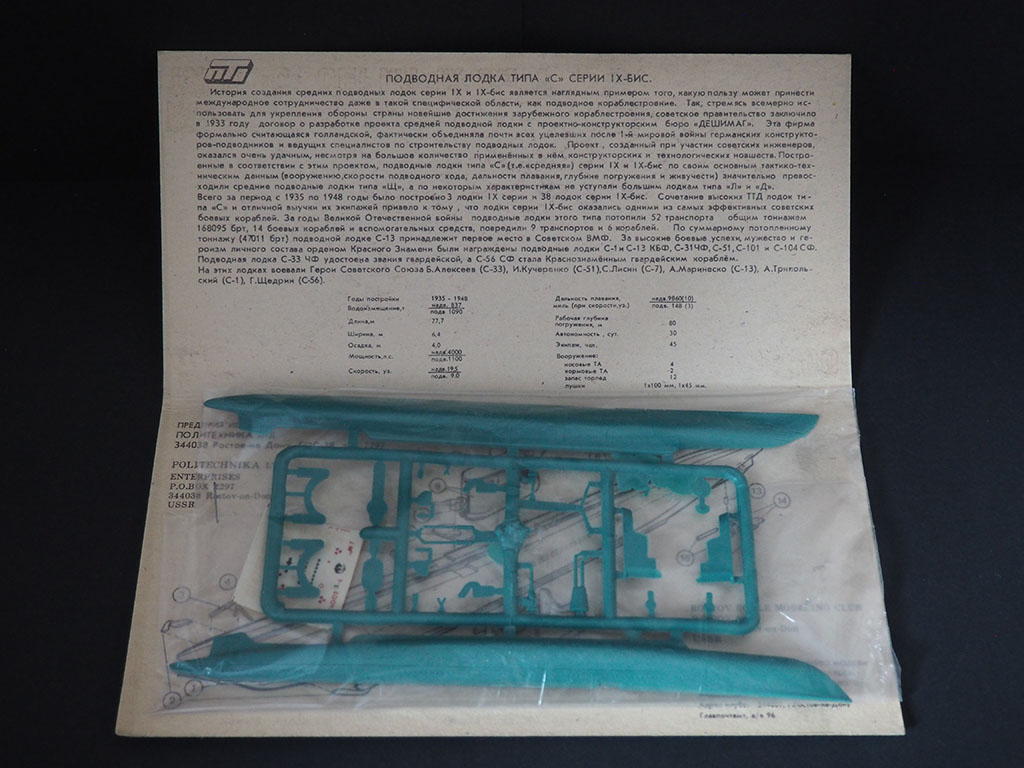 ПТ
ПОДВОДНАЯ ЛОДКА ТИПА «С» СЕРИИ IX-БИС.
История создания средних подводных лодок серии IX и IX-бис является наглядным примером того, какую пользу может принести
международное сотрудничество даже в такой специфической области, как подводное кораблестроение. Так, стремясь всемерно ис-
пользовать для укрепления обороны страны новейшие достижения зарубежного кораблестроения, советское правительство заключило
в 1933 году договор о разработке проекта средней подводной лодки с проектно-конструкторским бюро «ДЕШИМАГ». Эта фирма
формально считающаяся голландской, фактически объединяла почти всех уцелевших после 1-й мировой войны германских конструкто-
ров-подводников и ведущих специалистов по строительству подводных лодок. Проект, созданный при участии советских инженеров,
оказался очень удачным, несмотря на большое количество применённых в нём конструкторских и технологических новшеств. Постро-
енные в соответствии с этим проектом, подводные лодки типа «С»(т.е.«средняя») серии IX и IX-бис по своим основным тактико-тех-
ническим данным (вооружению,скорости подводного хода, дальности плавания,глубине погружения и живучести) значительно превос-
ходили средние подводные лодки типа «Щ», а по некоторым характеристикам не уступали большим лодкам типа «Л» и «Д».
Всего за период с 1935 по 1948 годы было построено 3 лодки IX серии и 38 лодок серии IX-бис. Сочетание высоких ТТД лодок ти-
па «С» и отличной выучки их экипажей привело к тому, что лодки серии IX-бис оказались одними из самых эффективных советских
боевых кораблей. За годы Великой Отечественной Войны подводные лодки этого типа потопили 52 транспорта общим тоннажем
168095 брт, 14 боевых кораблей и вспомогательных средств, повредили 9 транспортов и 6 кораблей. По суммарному потопленному
тоннажу (47011 брт) подводной лодке С-13 принадлежит первое место в Советском ВМФ. За высокие боевые успехи, мужество и ге-
роизм личного состава орденом Красного Знамени были награждены подводные лодки С-1 и С-13 КБФ, С-31ЧФ, С-51, С-101 и С-104 СФ.
Подводная лодка С-33 ЧФ удостоена звания гвардейской, а С-56 СФ стала Краснознамённым гвардейским кораблём.
На этих лодках воевали Герои Советского Союза Б.Алексеев (С-33), И.Кучеренко (С-51),С.Лисин (С-7), А.Маринеско (С-13), А.Триполь-
ский (С-1), Г.Щедрин (С-56).
Годы постройки 1935 - 1948
Водоизмещение,т надв. 837
подв 1090
Длина,м 77,7
Ширина, м 6,4
Осадка, м 4,0
Мощность,л.с. надв.4000
подв.1100
Скорость, уз. надв.19.5
подв. 9.0
Дальность плавания, надв.9860(10)
миль (при скорости,уз.) подв. 148 (3)
Рабочая глубина
погружения, м 80
Автономность, сут. 30
Экипаж, чел. 45
Вооружение:
носовые ТА 4
кормовые ТА 2
запас торпед 12
пушки 1x100 мм, 1x45 мм.
ПОЛИТЕХНИКА
344038 Ростов-на
POLITECHNIKA
ENTERPRISES
P.O.BOX 2297
344038 Rostov-on-Don
USSR
13
14
3
Главпочтамт, а/я 96